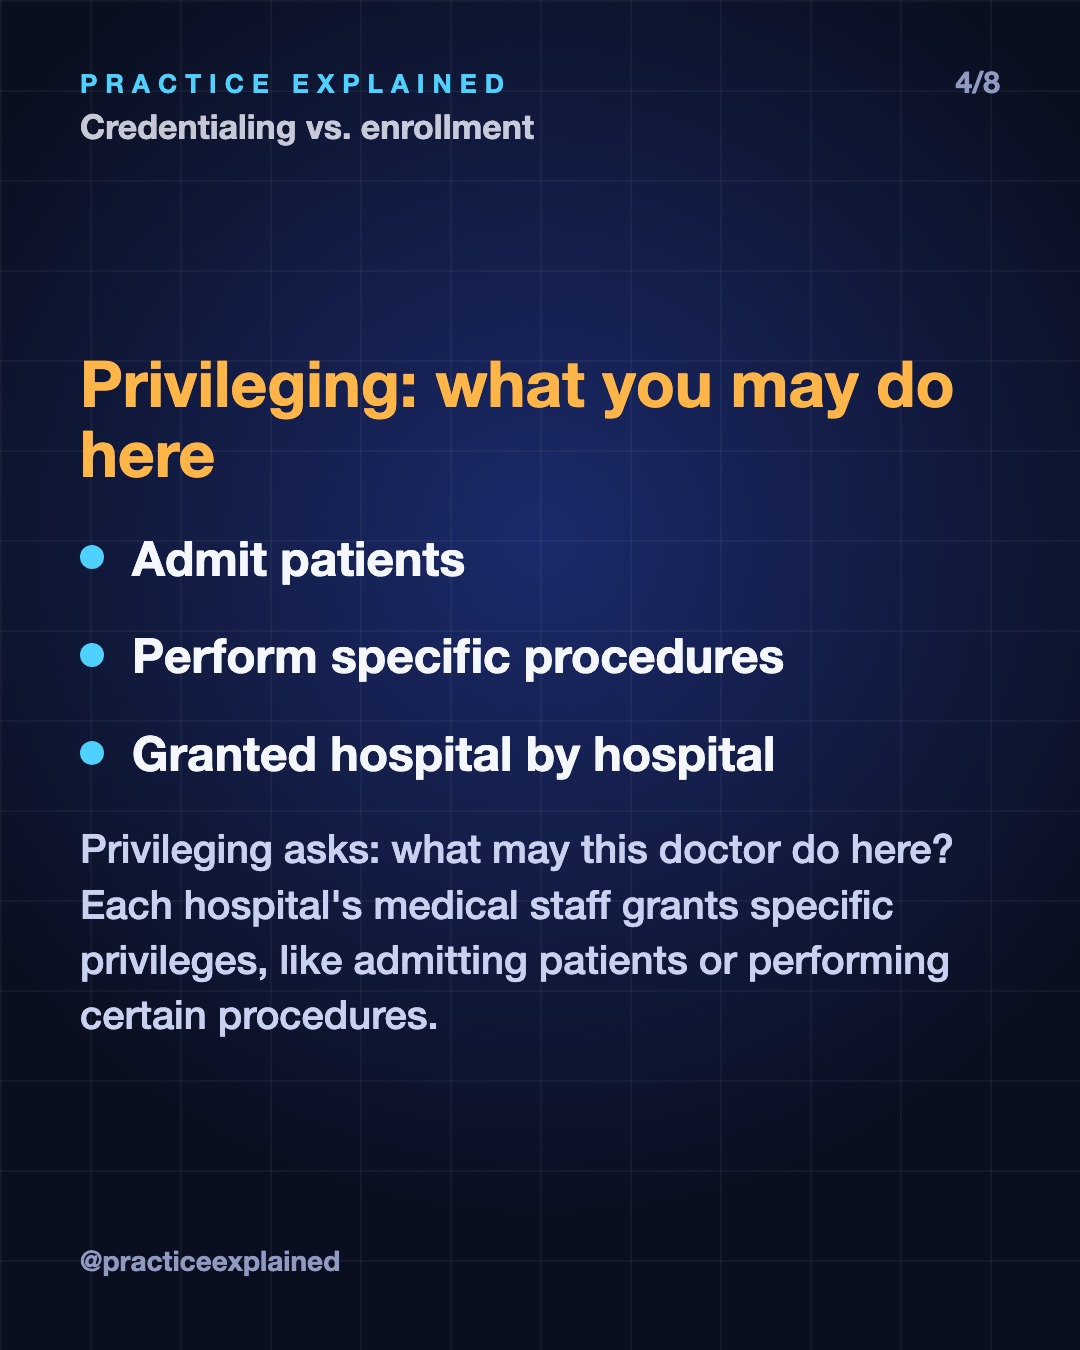 PRACTICE EXPLAINED
4/8
Credentialing vs. enrollment
Privileging: what you may do
here
Admit patients
Perform specific procedures
Granted hospital by hospital
Privileging asks: what may this doctor do here?
Each hospital's medical staff grants specific
privileges, like admitting patients or performing
certain procedures.
@practiceexplained